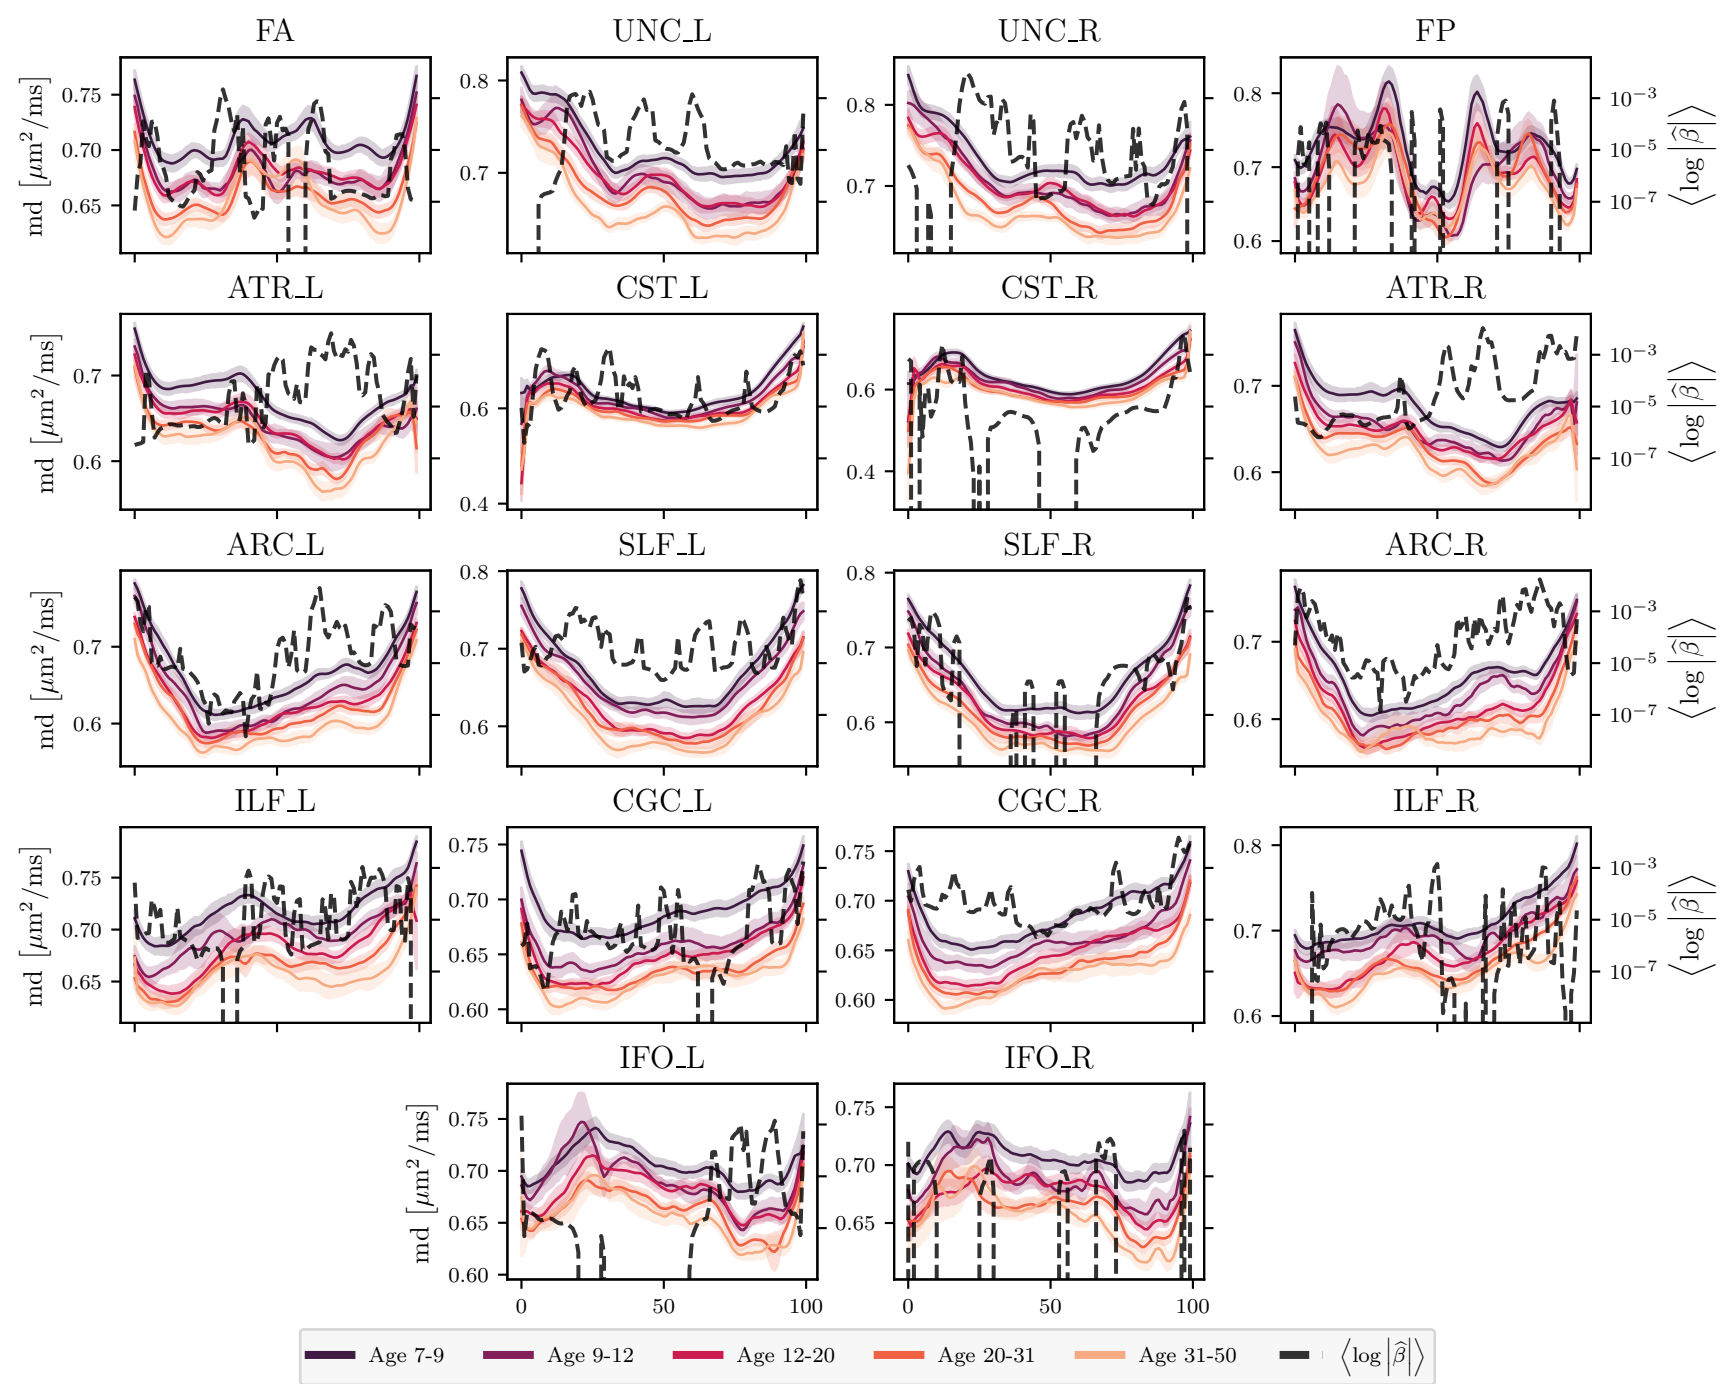 FA UNC_L UNC_R FP
md [μm²/ms] 0.75 0.70 0.65 0.8 0.7 0.8 0.7 0.8 0.7 0.6 10⁻³ 10⁻⁵ 10⁻⁷ ⟨log |β̂|⟩
ATR_L CST_L CST_R ATR_R
md [μm²/ms] 0.7 0.6 0.6 0.4 0.6 0.4 0.7 0.6 10⁻³ 10⁻⁵ 10⁻⁷ ⟨log |β̂|⟩
ARC_L SLF_L SLF_R ARC_R
md [μm²/ms] 0.7 0.6 0.8 0.7 0.6 0.8 0.7 0.6 0.7 0.6 10⁻³ 10⁻⁵ 10⁻⁷ ⟨log |β̂|⟩
ILF_L CGC_L CGC_R ILF_R
md [μm²/ms] 0.75 0.70 0.65 0.75 0.70 0.65 0.60 0.75 0.70 0.65 0.60 0.8 0.7 0.6 10⁻³ 10⁻⁵ 10⁻⁷ ⟨log |β̂|⟩
IFO_L IFO_R
md [μm²/ms] 0.75 0.70 0.65 0.60 0.75 0.70 0.65
0 50 100 0 50 100
Age 7-9 Age 9-12 Age 12-20 Age 20-31 Age 31-50 ⟨log |β̂|⟩